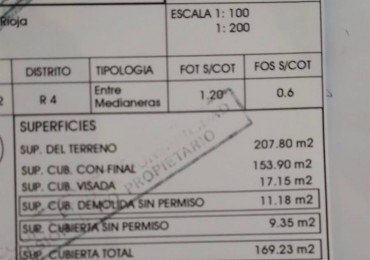 Rioja
ESCALA 1: 100
1: 200
DISTRITO TIPOLOGIA FOT S/COT FOS S/COT
R 4 Entre Medianeras 1.20 0.6
SUPERFICIES
SUP. DEL TERRENO 207.80 m2
SUP. CUB. CON FINAL 153.90 m2
SUP. CUB. VISADA 17.15 m2
SUP. CUB. DEMOLIDA SIN PERMISO 11.18 m2
SUP. CUBIERTA SIN PERMISO 9.35 m2
SUP. CUBIERTA TOTAL 169.23 m2
PROPIETARIO